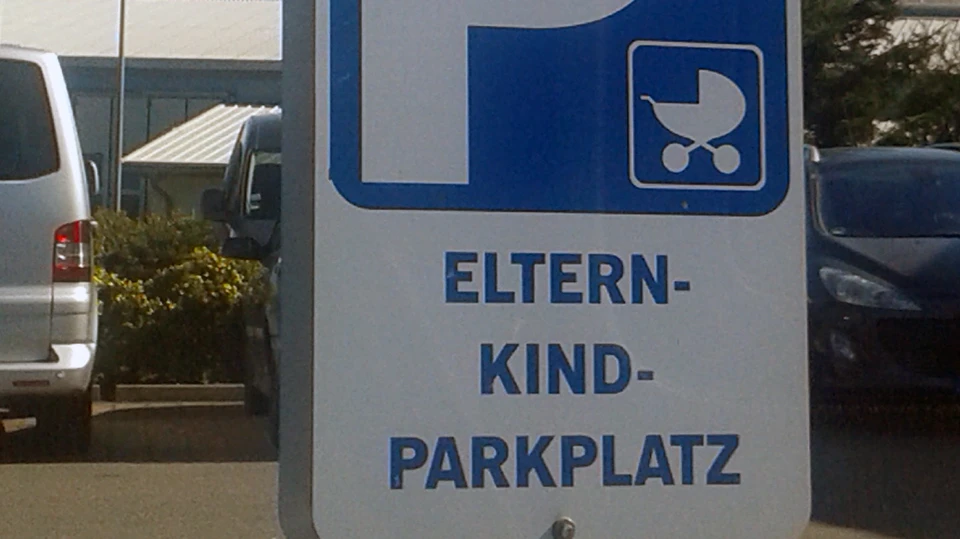 P
ELTERN-
KIND-
PARKPLATZ